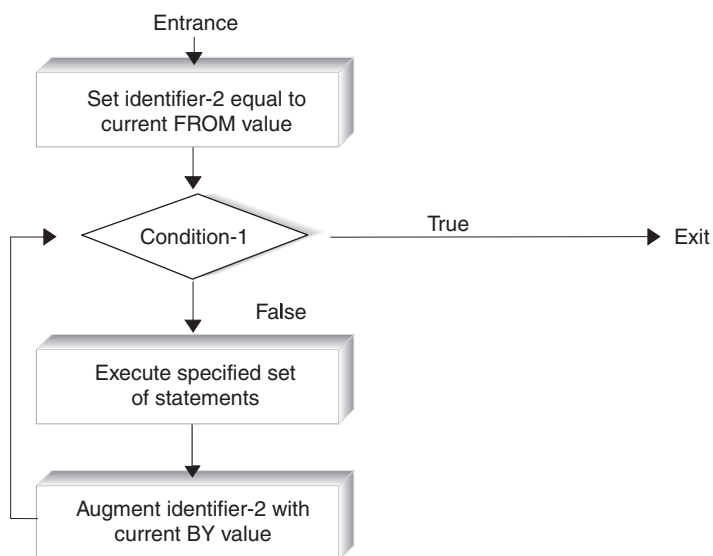 Entrance
Set identifier-2 equal to
current FROM value
Condition-1
True
Exit
False
Execute specified set
of statements
Augment identifier-2 with
current BY value